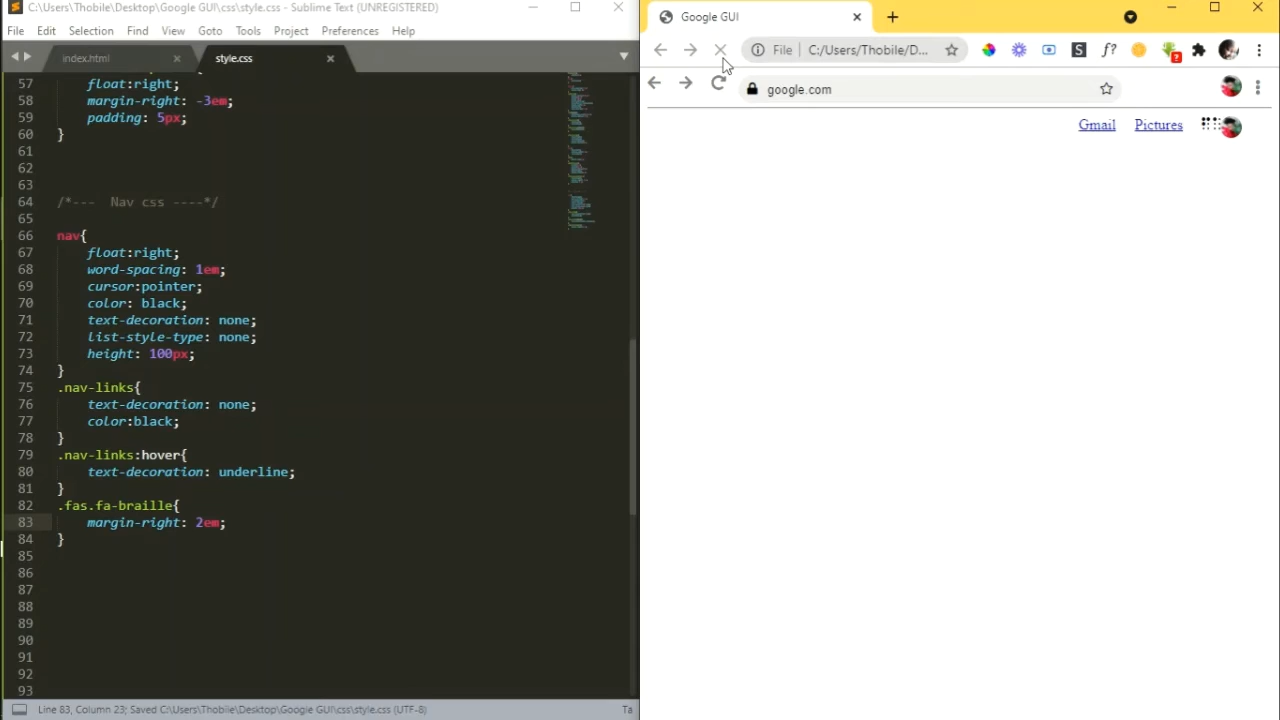 C:\Users\Thobile\Desktop\Google GUI\css\style.css - Sublime Text (UNREGISTERED)
File Edit Selection Find View Goto Tools Project Preferences Help
index.html
style.css
57 float:right;
58 margin-right: -3em;
59 padding: 5px;
60 }
61
62
63
64 /*--- Nav css ----*/
65
66 nav{
67 float:right;
68 word-spacing: 1em;
69 cursor:pointer;
70 color: black;
71 text-decoration: none;
72 list-style-type: none;
73 height: 100px;
74 }
75 .nav-links{
76 text-decoration: none;
77 color:black;
78 }
79 .nav-links:hover{
80 text-decoration: underline;
81 }
82 .fas.fa-braille{
83 margin-right: 2em;
84 }
85
86
87
88
89
90
91
92
93
Line 83, Column 23; Saved C:\Users\Thobile\Desktop\Google GUI\css\style.css (UTF-8)
Ta
Google GUI
File
C:/Users/Thobile/D...
S
f?
?
google.com
Gmail Pictures